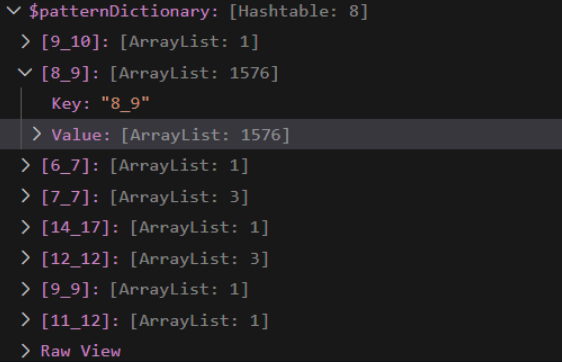 $patternDictionary: [Hashtable: 8]
[9_10]: [ArrayList: 1]
[8_9]: [ArrayList: 1576]
Key: "8_9"
Value: [ArrayList: 1576]
[6_7]: [ArrayList: 1]
[7_7]: [ArrayList: 3]
[14_17]: [ArrayList: 1]
[12_12]: [ArrayList: 3]
[9_9]: [ArrayList: 1]
[11_12]: [ArrayList: 1]
Raw View